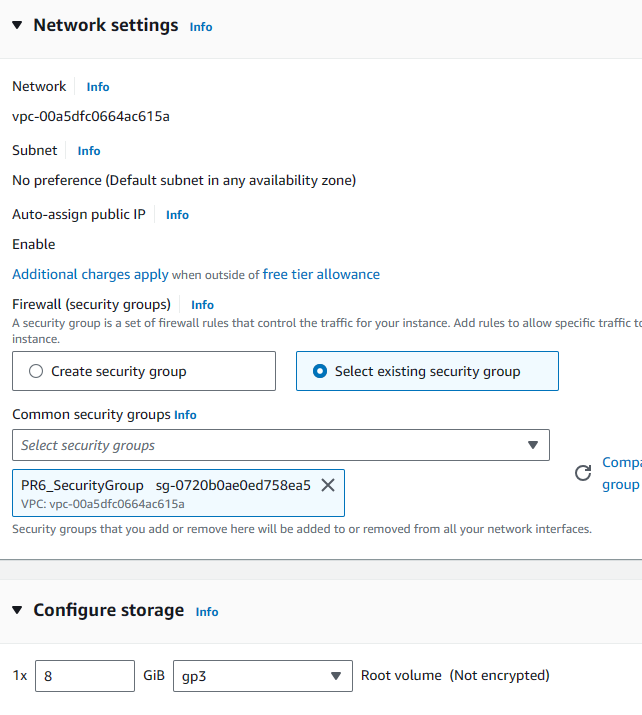 Network settings Info
Network Info
vpc-00a5dfc0664ac615a
Subnet Info
No preference (Default subnet in any availability zone)
Auto-assign public IP Info
Enable
Additional charges apply when outside of free tier allowance
Firewall (security groups) Info
A security group is a set of firewall rules that control the traffic for your instance. Add rules to allow specific traffic to
instance.
Create security group
Select existing security group
Common security groups Info
Select security groups
PR6_SecurityGroup sg-0720b0ae0ed758ea5
VPC: vpc-00a5dfc0664ac615a
Compa
group
Security groups that you add or remove here will be added to or removed from all your network interfaces.
Configure storage Info
1x 8 GiB gp3 Root volume (Not encrypted)